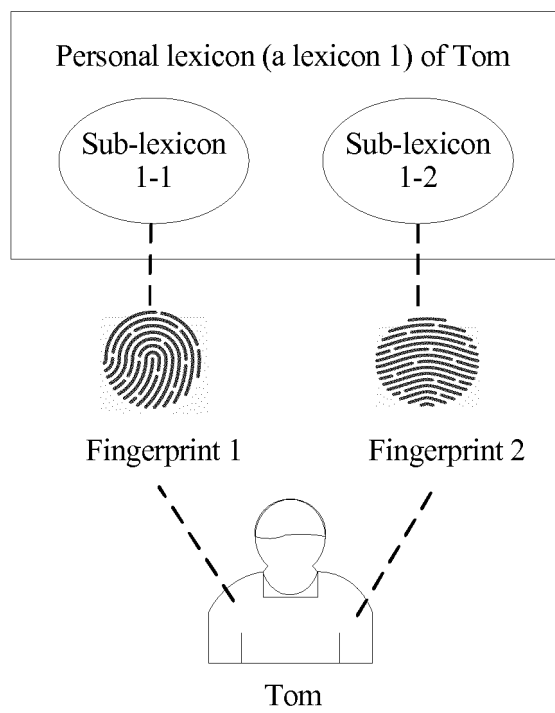 Personal lexicon (a lexicon 1) of Tom
Sub-lexicon
1-1
Sub-lexicon
1-2
Fingerprint 1
Fingerprint 2
Tom